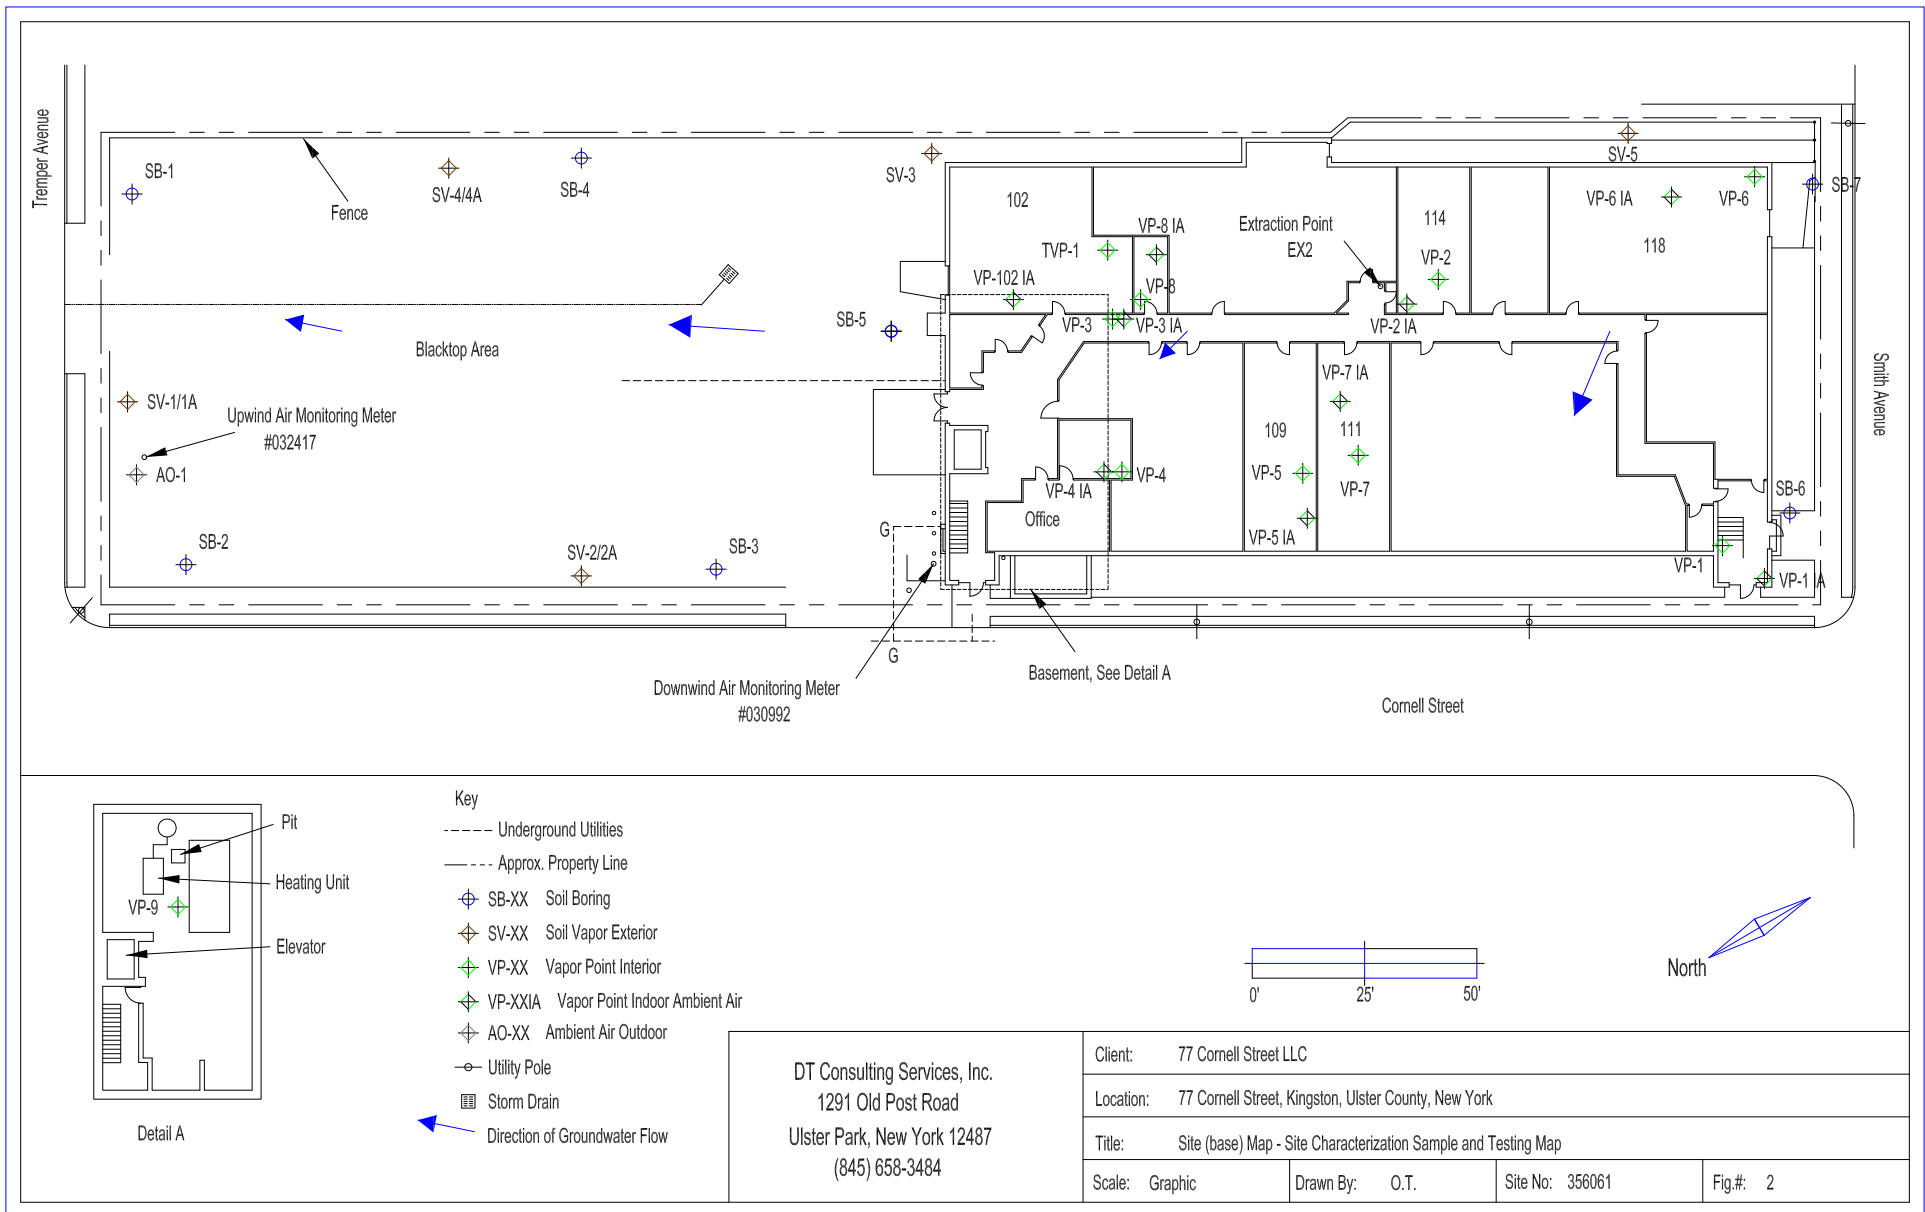 Tremper Avenue
SB-1
SV-4/4A
SB-4
Fence
SV-3
SV-5
SB-7
102
TVP-1
VP-8 IA
VP-8
VP-102 IA
Extraction Point
EX2
114
VP-2
VP-2 IA
VP-6 IA
VP-6
118
SB-5
VP-3
VP-3 IA
Blacktop Area
Smith Avenue
SV-1/1A
Upwind Air Monitoring Meter
#032417
AO-1
VP-7 IA
109
111
VP-5
VP-7
VP-4 IA
VP-4
Office
VP-5 IA
SB-6
VP-1
VP-1 IA
SB-2
SV-2/2A
SB-3
G
G
Downwind Air Monitoring Meter
#030992
Basement, See Detail A
Cornell Street
Pit
Heating Unit
VP-9
Elevator
Detail A
Key
Underground Utilities
Approx. Property Line
SB-XX Soil Boring
SV-XX Soil Vapor Exterior
VP-XX Vapor Point Interior
VP-XXIA Vapor Point Indoor Ambient Air
AO-XX Ambient Air Outdoor
Utility Pole
Storm Drain
Direction of Groundwater Flow
0' 25' 50'
North
DT Consulting Services, Inc.
1291 Old Post Road
Ulster Park, New York 12487
(845) 658-3484
Client: 77 Cornell Street LLC
Location: 77 Cornell Street, Kingston, Ulster County, New York
Title: Site (base) Map - Site Characterization Sample and Testing Map
Scale: Graphic
Drawn By: O.T.
Site No: 356061
Fig.#: 2